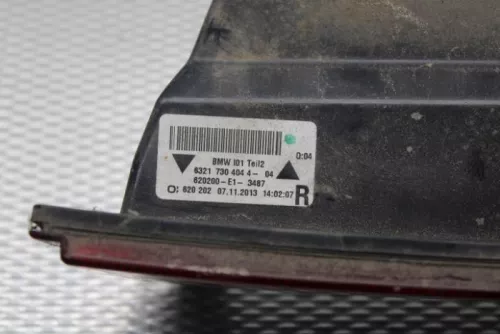 0:04
BMW I01 Teil2
6321 730 404 4- 04
620200-E1- 3487
O: 620 202 07.11.2013 14:02:07 R